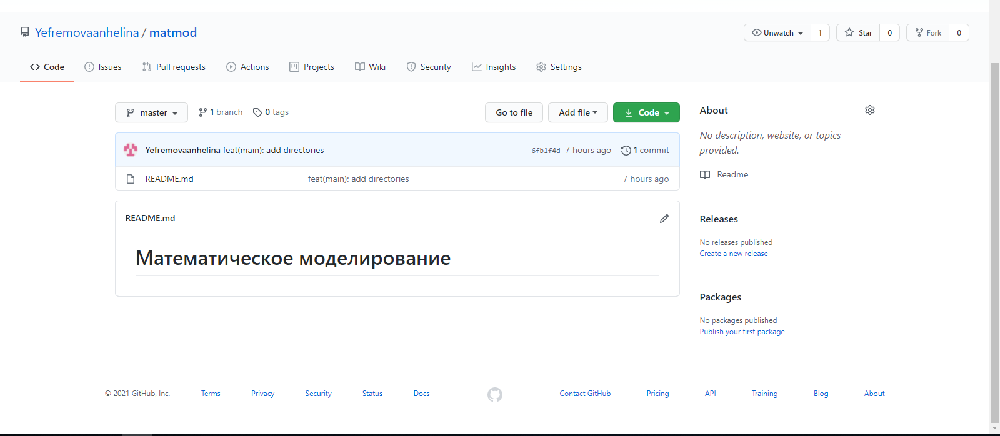 Yefremovaanhelina / matmod
Unwatch 1 Star 0 Fork 0
Code Issues Pull requests Actions Projects Wiki Security Insights Settings
master 1 branch 0 tags Go to file Add file Code
Yefremovaanhelina feat(main): add directories 6fb1f4d 7 hours ago 1 commit
README.md feat(main): add directories 7 hours ago
README.md
Математическое моделирование
About
No description, website, or topics
provided.
Readme
Releases
No releases published
Create a new release
Packages
No packages published
Publish your first package
© 2021 GitHub, Inc. Terms Privacy Security Status Docs Contact GitHub Pricing API Training Blog About